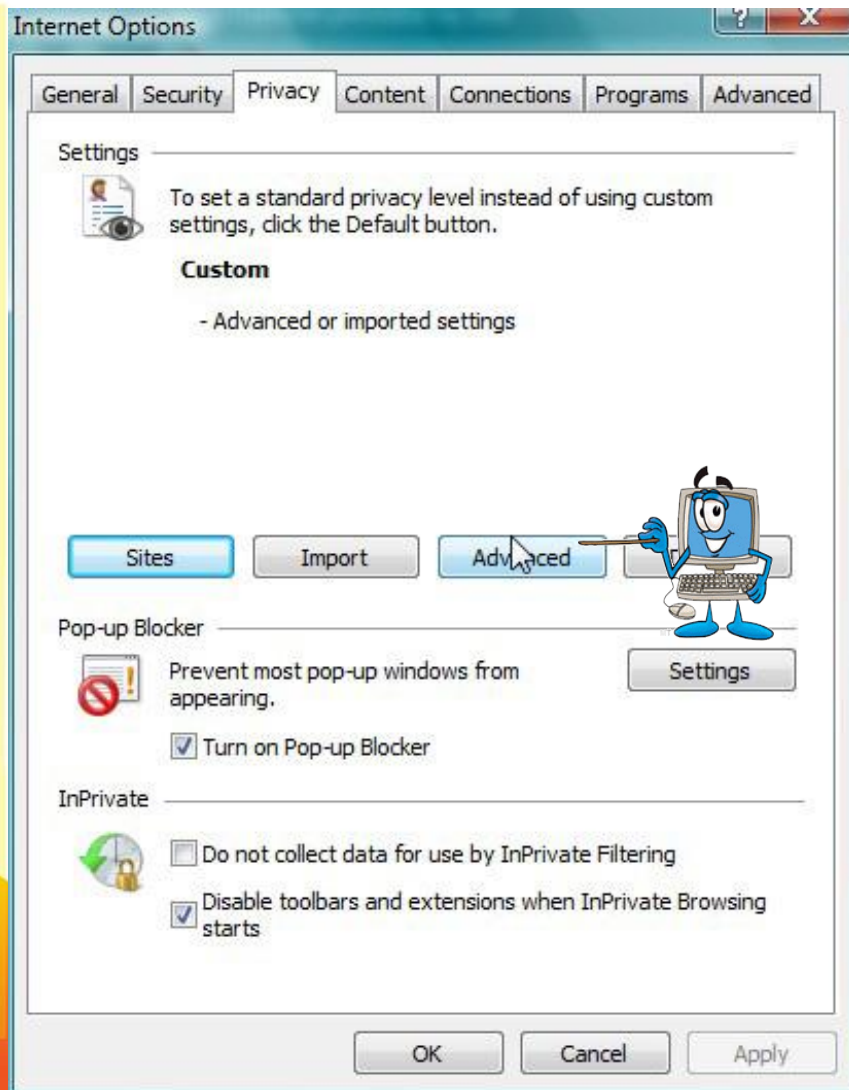 Internet Options
?
X
General Security Privacy Content Connections Programs Advanced
Settings
To set a standard privacy level instead of using custom
settings, click the Default button.
Custom
- Advanced or imported settings
Sites Import Advanced
Pop-up Blocker
Prevent most pop-up windows from
appearing.
Settings
Turn on Pop-up Blocker
InPrivate
Do not collect data for use by InPrivate Filtering
Disable toolbars and extensions when InPrivate Browsing
starts
OK Cancel Apply